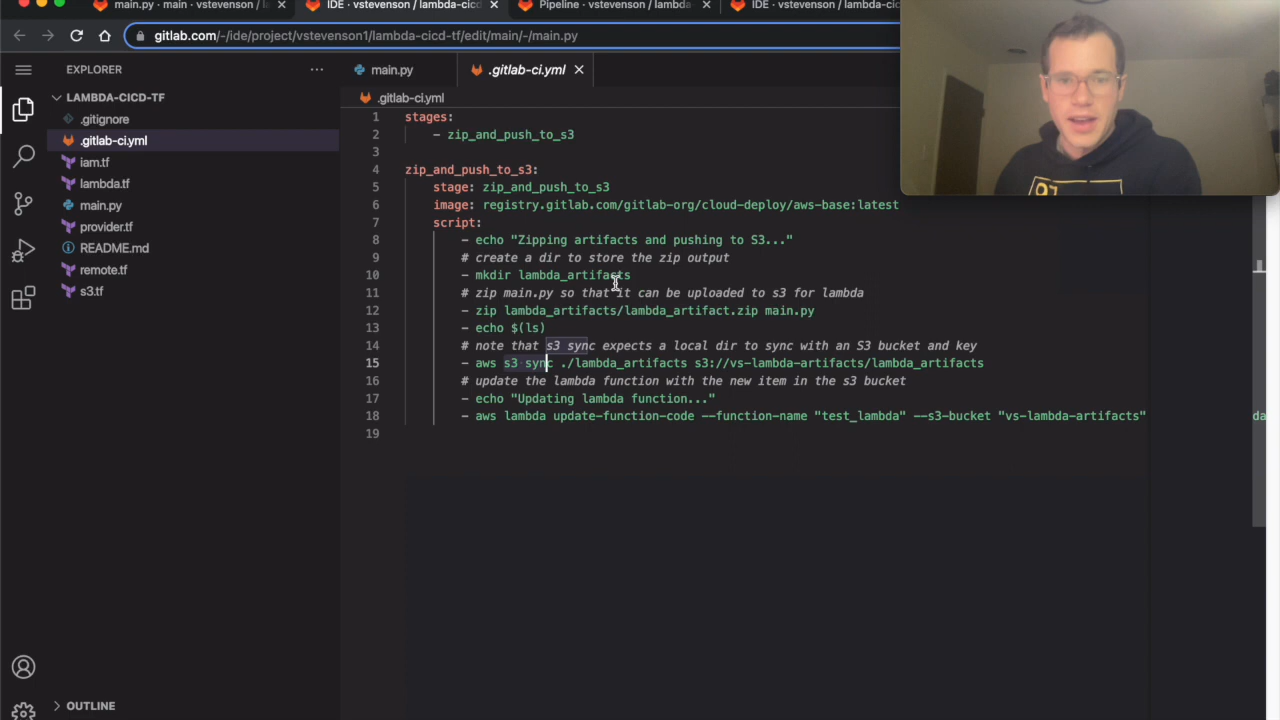 main.py - main · vstevenson / l
IDE · vstevenson / lambda-cicd
Pipeline · vstevenson / lambda
IDE · vstevenson / lambda-cicd
gitlab.com/-/ide/project/vstevenson1/lambda-cicd-tf/edit/main/-/main.py
EXPLORER
main.py
.gitlab-ci.yml
LAMBDA-CICD-TF
.gitignore
.gitlab-ci.yml
iam.tf
lambda.tf
main.py
provider.tf
README.md
remote.tf
s3.tf
OUTLINE
.gitlab-ci.yml
1 stages:
2 - zip_and_push_to_s3
3
4 zip_and_push_to_s3:
5 stage: zip_and_push_to_s3
6 image: registry.gitlab.com/gitlab-org/cloud-deploy/aws-base:latest
7 script:
8 - echo "Zipping artifacts and pushing to S3..."
9 # create a dir to store the zip output
10 - mkdir lambda_artifacts
11 # zip main.py so that it can be uploaded to s3 for lambda
12 - zip lambda_artifacts/lambda_artifact.zip main.py
13 - echo $(ls)
14 # note that s3 sync expects a local dir to sync with an S3 bucket and key
15 - aws s3 sync ./lambda_artifacts s3://vs-lambda-artifacts/lambda_artifacts
16 # update the lambda function with the new item in the s3 bucket
17 - echo "Updating lambda function..."
18 - aws lambda update-function-code --function-name "test_lambda" --s3-bucket "vs-lambda-artifacts"
19
da